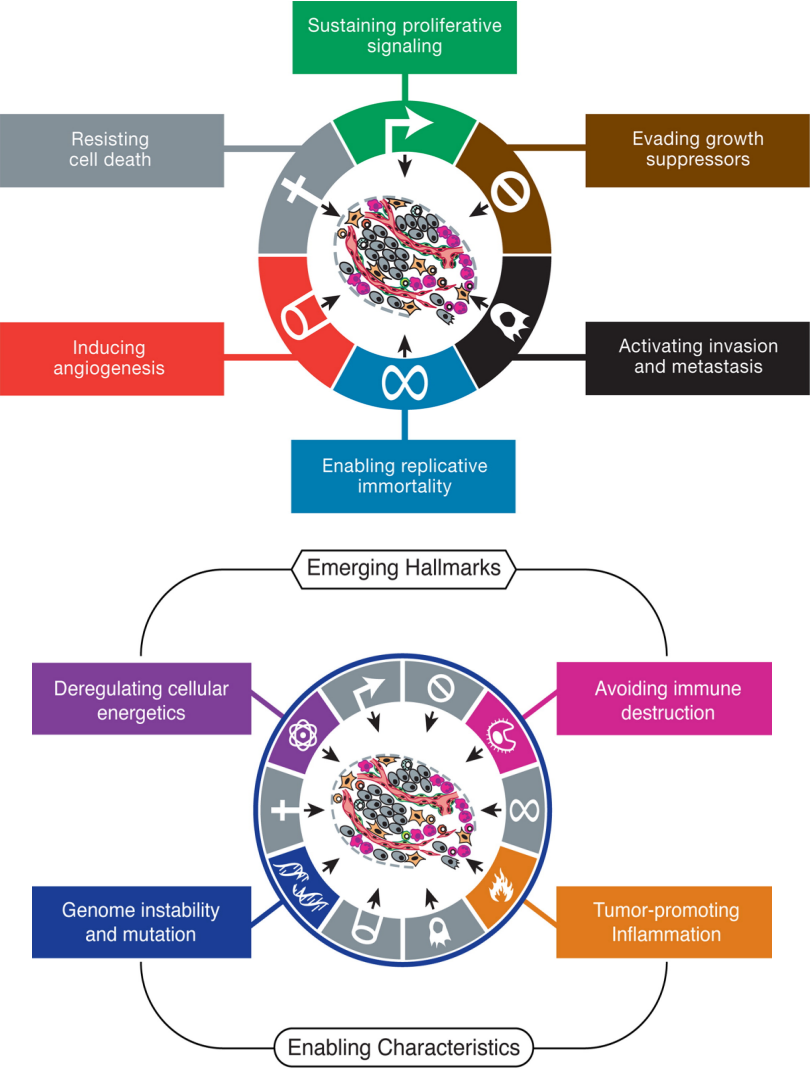 Sustaining proliferative
signaling
Resisting
cell death
Evading growth
suppressors
Inducing
angiogenesis
Activating invasion
and metastasis
Enabling replicative
immortality
Emerging Hallmarks
Deregulating cellular
energetics
Avoiding immune
destruction
Genome instability
and mutation
Tumor-promoting
Inflammation
Enabling Characteristics